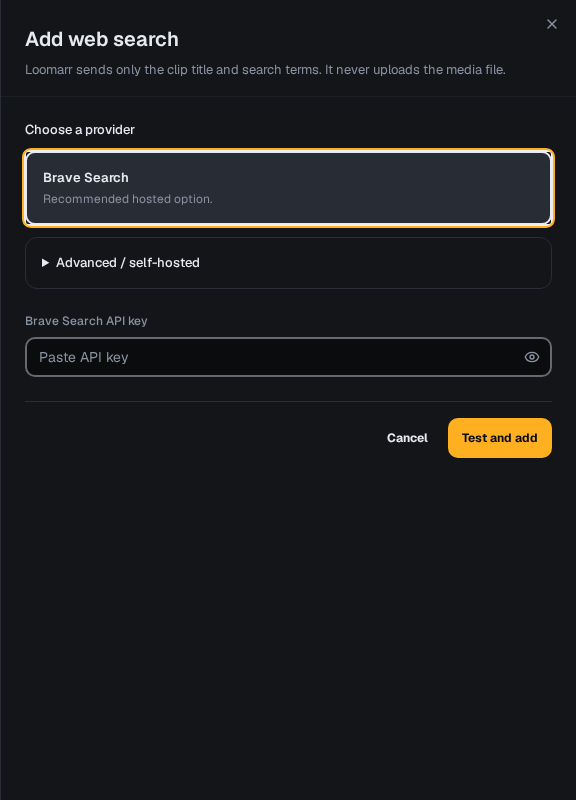 Add web search
Loomarr sends only the clip title and search terms. It never uploads the media file.
Choose a provider
Brave Search
Recommended hosted option.
Advanced / self-hosted
Brave Search API key
Paste API key
Cancel
Test and add